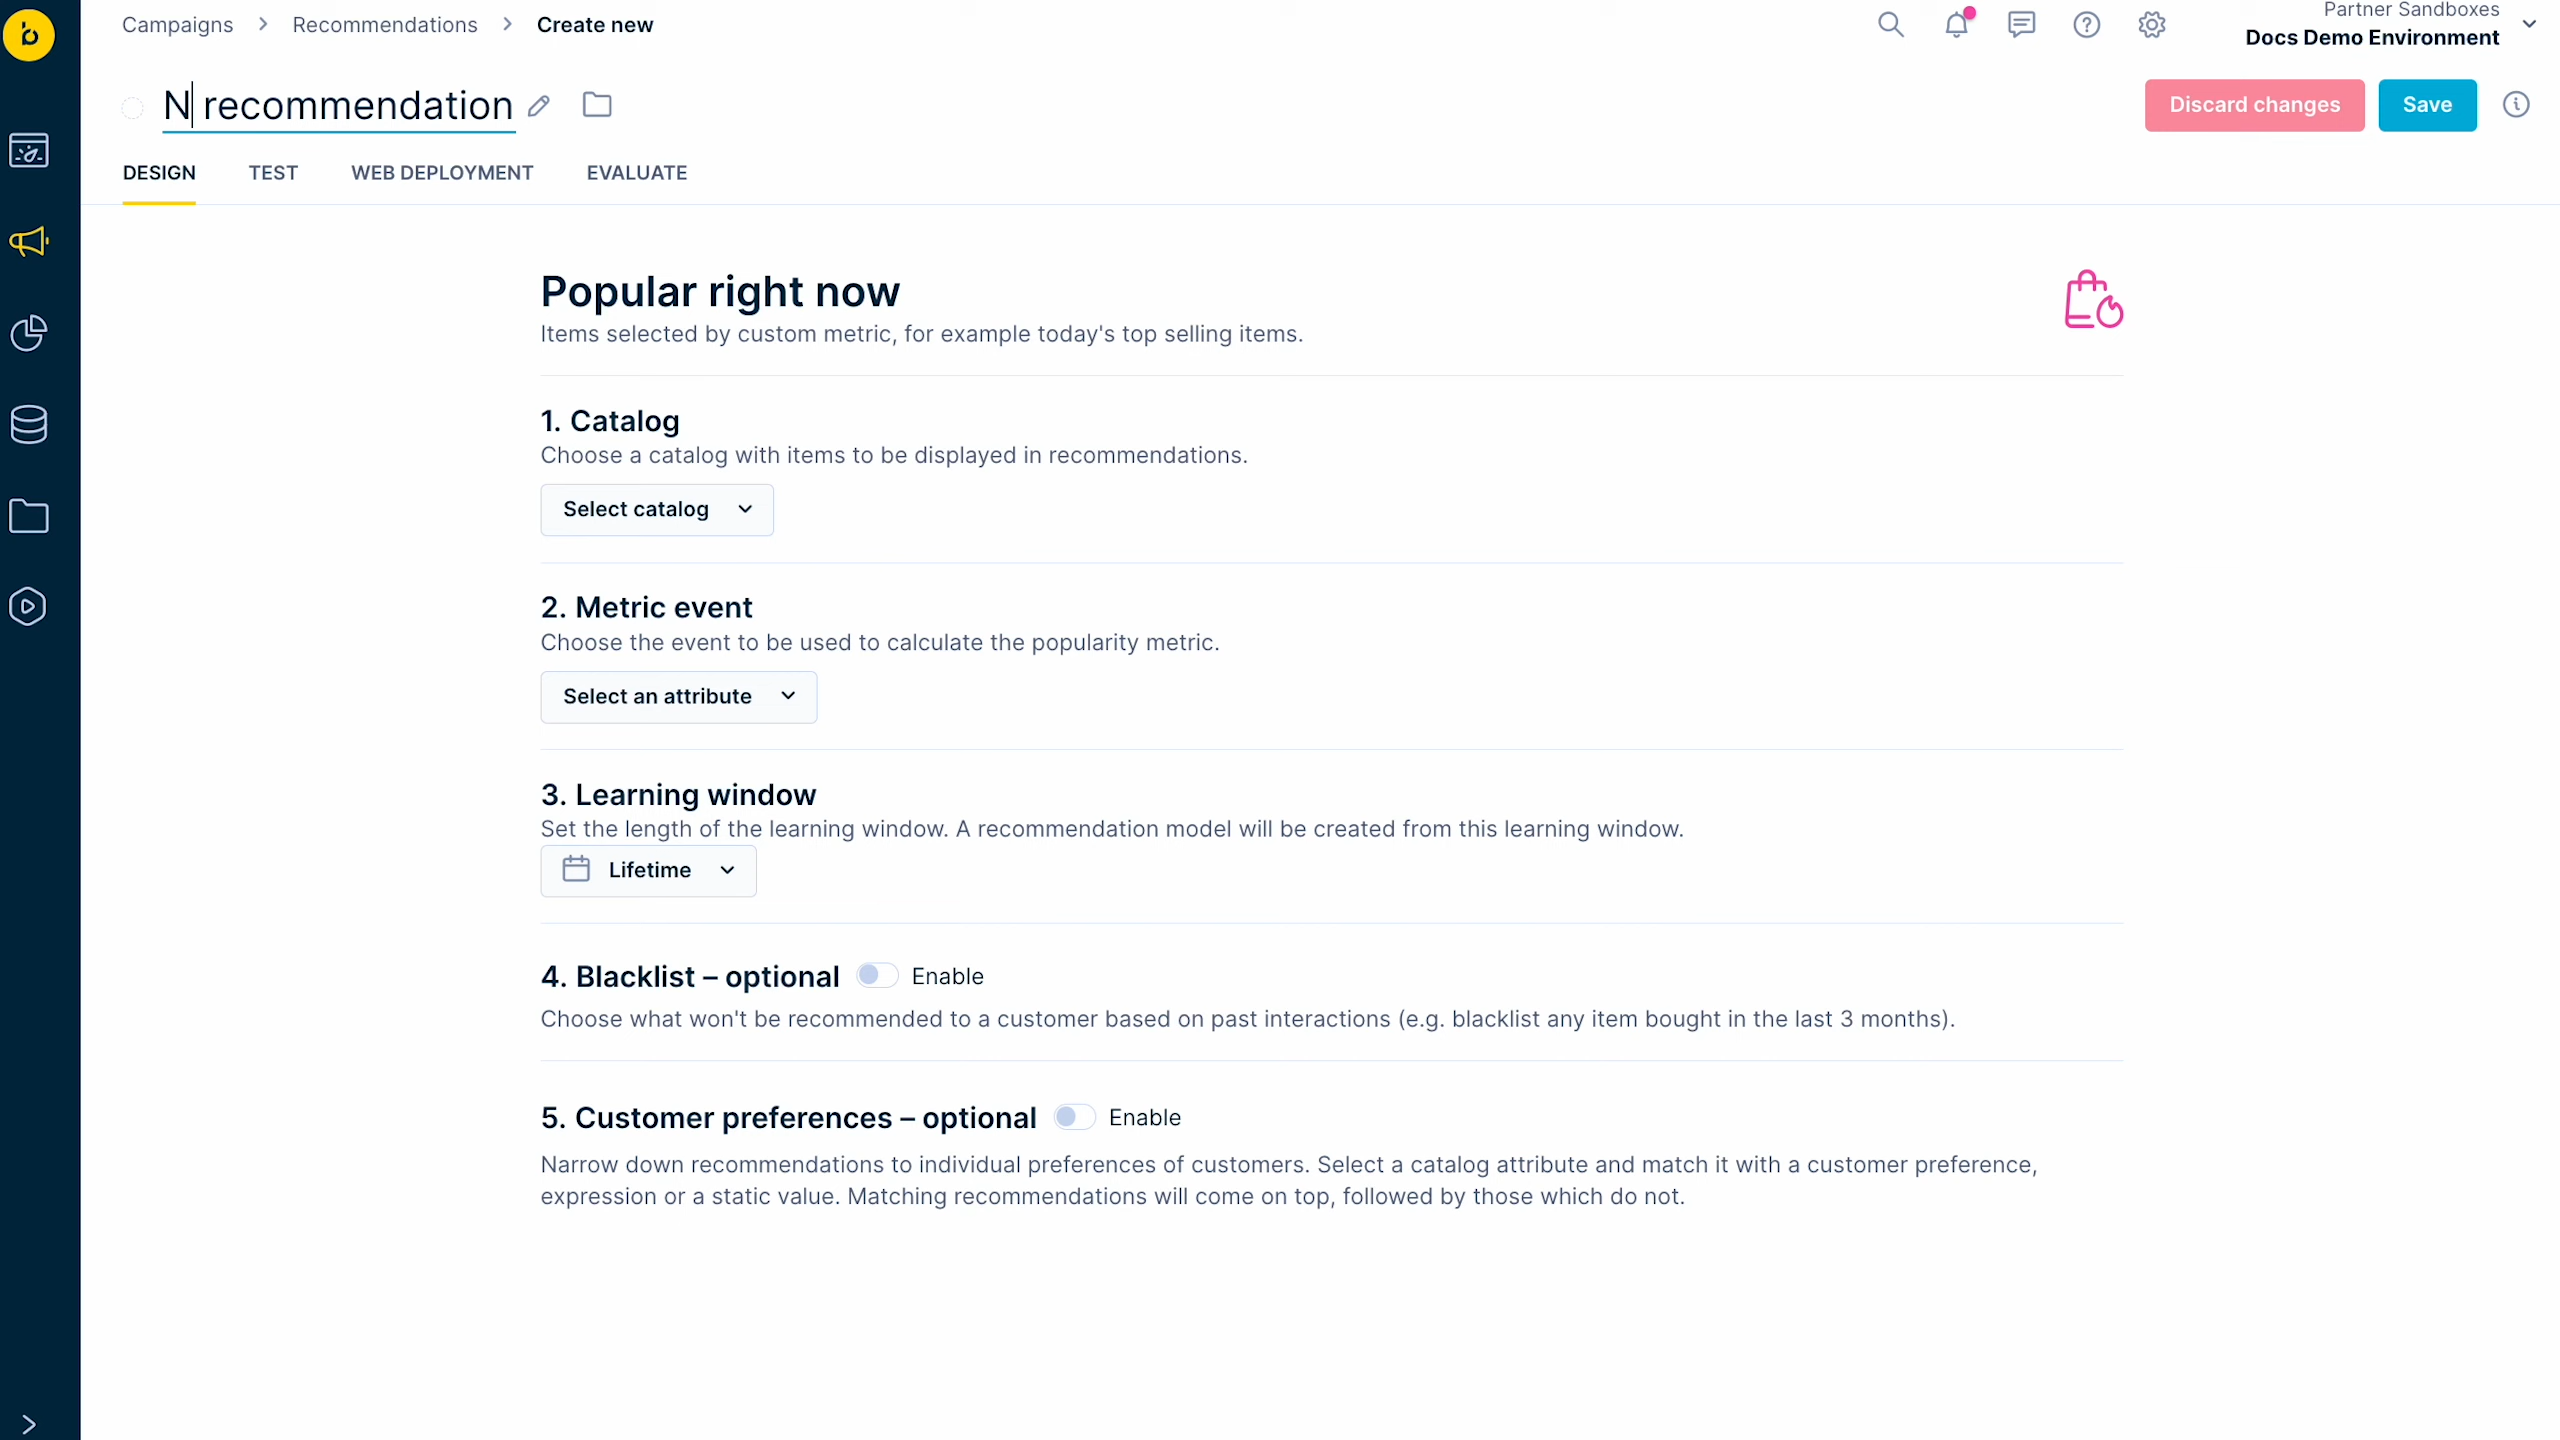 Campaigns > Recommendations > Create new
Partner Sandboxes
Docs Demo Environment
N recommendation
Discard changes
Save
DESIGN
TEST
WEB DEPLOYMENT
EVALUATE
Popular right now
Items selected by custom metric, for example today's top selling items.
1. Catalog
Choose a catalog with items to be displayed in recommendations.
Select catalog
2. Metric event
Choose the event to be used to calculate the popularity metric.
Select an attribute
3. Learning window
Set the length of the learning window. A recommendation model will be created from this learning window.
Lifetime
4. Blacklist – optional Enable
Choose what won't be recommended to a customer based on past interactions (e.g. blacklist any item bought in the last 3 months).
5. Customer preferences – optional Enable
Narrow down recommendations to individual preferences of customers. Select a catalog attribute and match it with a customer preference,
expression or a static value. Matching recommendations will come on top, followed by those which do not.